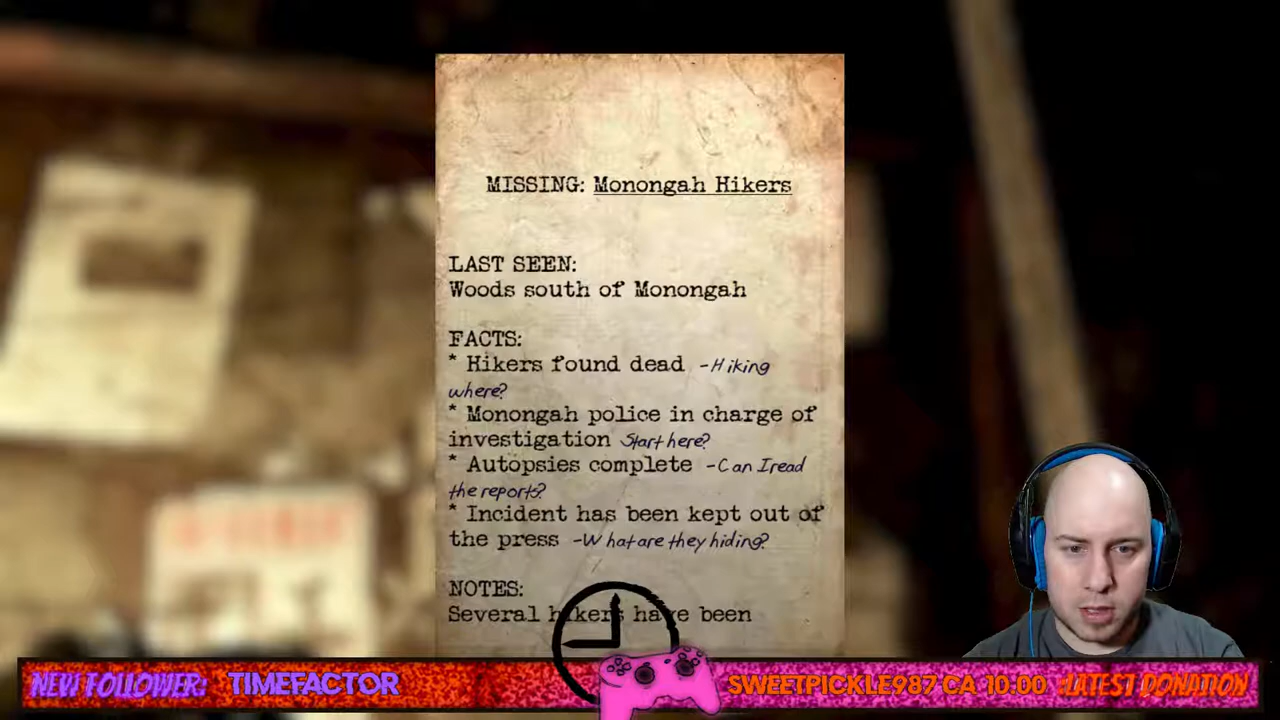 MISSING: Monongah Hikers
LAST SEEN:
Woods south of Monongah
FACTS:
* Hikers found dead -Hiking
where?
* Monongah police in charge of
investigation Start here?
* Autopsies complete -Can I read
the reports?
* Incident has been kept out of
the press -What are they hiding?
NOTES:
Several hikers have been
NEW FOLLOWER: TIMEFACTOR
SWEETPICKLE987 CA 10.00 :LATEST DONATION